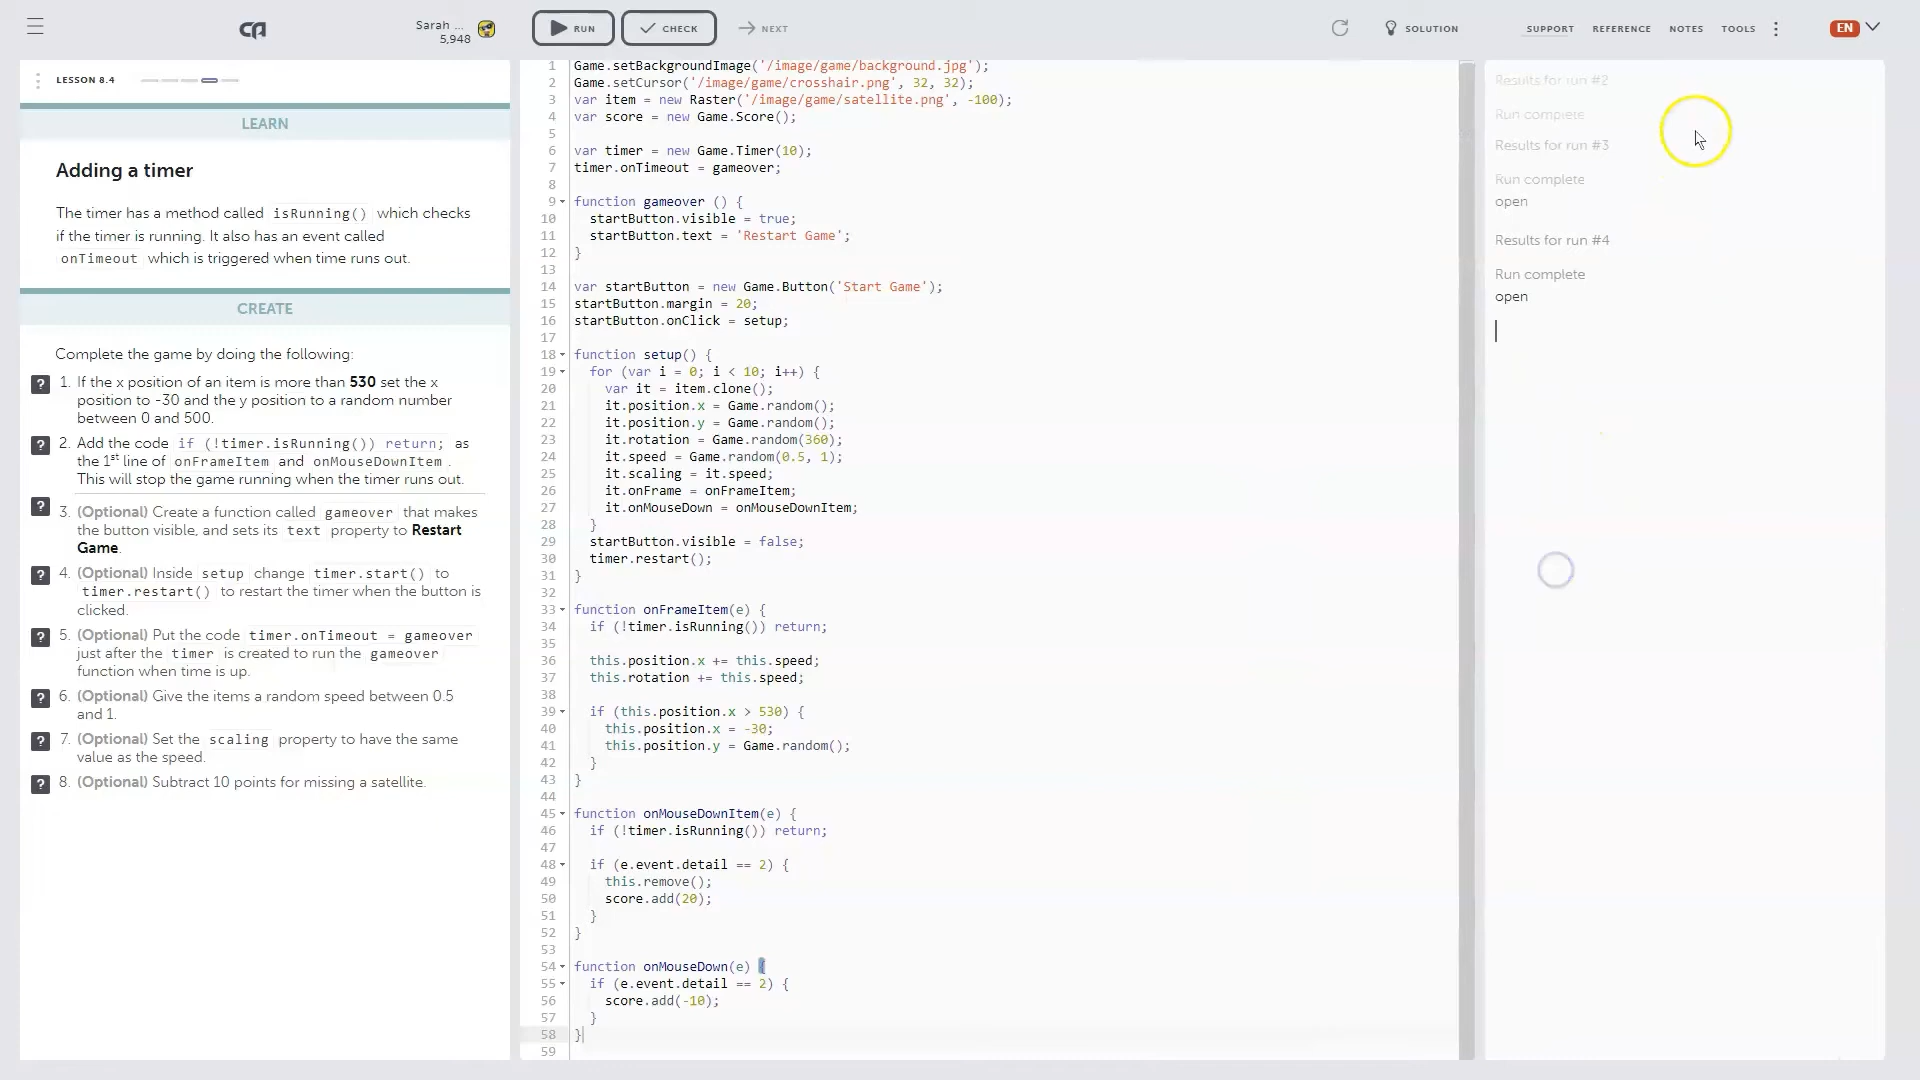 Sarah ...
5,948
RUN
CHECK
NEXT
SOLUTION
SUPPORT
REFERENCE
NOTES
TOOLS
EN
LESSON 8.4
LEARN
Adding a timer
The timer has a method called isRunning() which checks
if the timer is running. It also has an event called
onTimeout which is triggered when time runs out.
CREATE
Complete the game by doing the following:
? 1. If the x position of an item is more than 530 set the x
position to -30 and the y position to a random number
between 0 and 500.
? 2. Add the code if (!timer.isRunning()) return; as
the 1st line of onFrameItem and onMouseDownItem .
This will stop the game running when the timer runs out.
? 3. (Optional) Create a function called gameover that makes
the button visible, and sets its text property to Restart
Game.
? 4. (Optional) Inside setup change timer.start() to
timer.restart() to restart the timer when the button is
clicked.
? 5. (Optional) Put the code timer.onTimeout = gameover
just after the timer is created to run the gameover
function when time is up.
? 6. (Optional) Give the items a random speed between 0.5
and 1.
? 7. (Optional) Set the scaling property to have the same
value as the speed.
? 8. (Optional) Subtract 10 points for missing a satellite.
1 Game.setBackgroundImage('/image/game/background.jpg');
2 Game.setCursor('/image/game/crosshair.png', 32, 32);
3 var item = new Raster('/image/game/satellite.png', -100);
4 var score = new Game.Score();
5
6 var timer = new Game.Timer(10);
7 timer.onTimeout = gameover;
8
9 function gameover () {
10 startButton.visible = true;
11 startButton.text = 'Restart Game';
12 }
13
14 var startButton = new Game.Button('Start Game');
15 startButton.margin = 20;
16 startButton.onClick = setup;
17
18 function setup() {
19 for (var i = 0; i < 10; i++) {
20 var it = item.clone();
21 it.position.x = Game.random();
22 it.position.y = Game.random();
23 it.rotation = Game.random(360);
24 it.speed = Game.random(0.5, 1);
25 it.scaling = it.speed;
26 it.onFrame = onFrameItem;
27 it.onMouseDown = onMouseDownItem;
28 }
29 startButton.visible = false;
30 timer.restart();
31 }
32
33 function onFrameItem(e) {
34 if (!timer.isRunning()) return;
35
36 this.position.x += this.speed;
37 this.rotation += this.speed;
38
39 if (this.position.x > 530) {
40 this.position.x = -30;
41 this.position.y = Game.random();
42 }
43 }
44
45 function onMouseDownItem(e) {
46 if (!timer.isRunning()) return;
47
48 if (e.event.detail == 2) {
49 this.remove();
50 score.add(20);
51 }
52 }
53
54 function onMouseDown(e) {
55 if (e.event.detail == 2) {
56 score.add(-10);
57 }
58 }
59
Results for run #2
Run complete
Results for run #3
Run complete
open
Results for run #4
Run complete
open